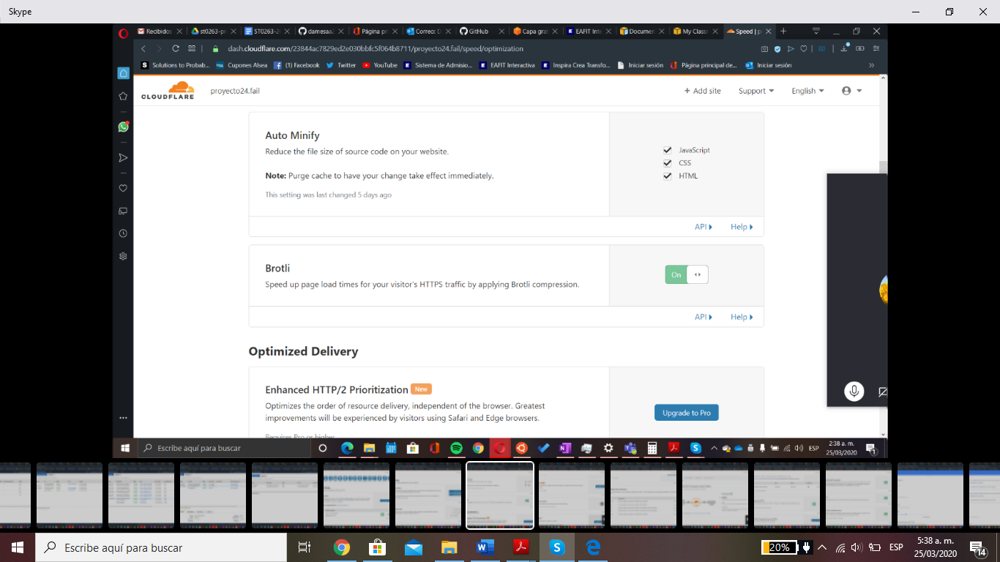 Skype
Recibidos
st0263-pr
ST0263-2
damesaa
Página pr
Correo: D
GitHub
Capa grat
EAFIT Inte
Documen
My Class
Speed | p
dash.cloudflare.com/23844ac7829ed2e030bbfc5f064b8711/proyecto24.fail/speed/optimization
Solutions to Probab...
Cupones Alsea
(1) Facebook
Twitter
YouTube
Sistema de Admisio...
EAFIT Interactiva
Inspira Crea Transfo...
Iniciar sesión
Página principal de...
Iniciar sesión
CLOUDFLARE
proyecto24.fail
+ Add site
Support
English
Auto Minify
Reduce the file size of source code on your website.
Note: Purge cache to have your change take effect immediately.
This setting was last changed 5 days ago
JavaScript
CSS
HTML
API
Help
Brotli
Speed up page load times for your visitor's HTTPS traffic by applying Brotli compression.
On
API
Help
Optimized Delivery
Enhanced HTTP/2 Prioritization New
Optimizes the order of resource delivery, independent of the browser. Greatest
improvements will be experienced by visitors using Safari and Edge browsers.
Requires Pro or higher
Upgrade to Pro
Escribe aquí para buscar
ESP
2:38 a. m.
25/03/2020
1
Escribe aquí para buscar
20%
ESP
5:38 a. m.
25/03/2020
14